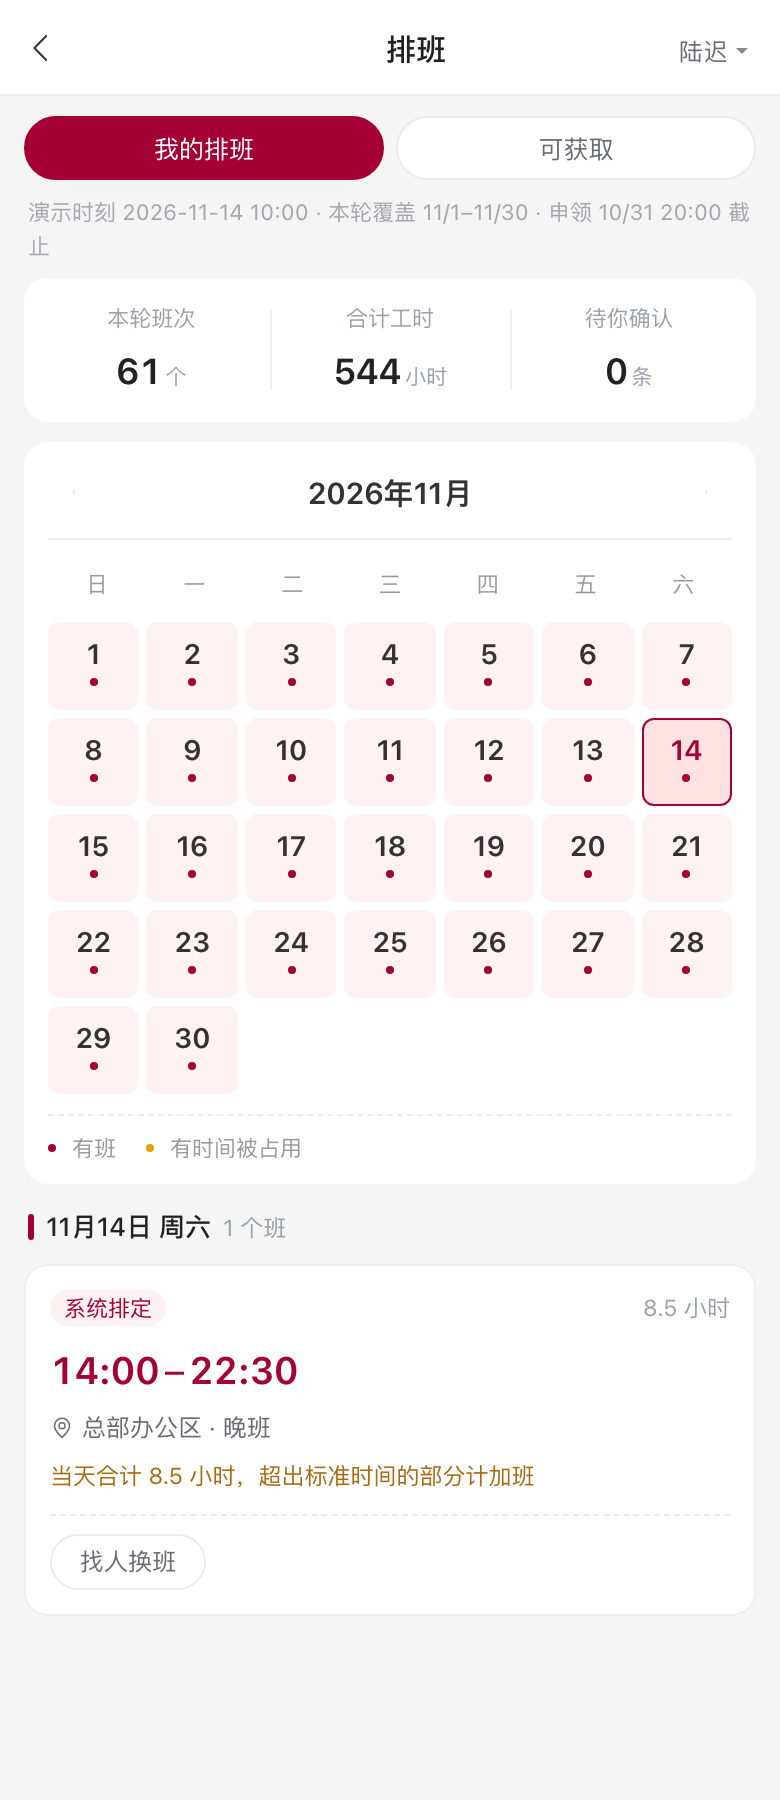 排班
陆迟
我的排班
可获取
演示时刻 2026-11-14 10:00 · 本轮覆盖 11/1–11/30 · 申领 10/31 20:00 截
止
本轮班次 合计工时 待你确认
61 个 544 小时 0 条
2026年11月
日 一 二 三 四 五 六
1 2 3 4 5 6 7
8 9 10 11 12 13 14
15 16 17 18 19 20 21
22 23 24 25 26 27 28
29 30
有班 有时间被占用
11月14日 周六 1 个班
系统排定 8.5 小时
14:00–22:30
总部办公区 · 晚班
当天合计 8.5 小时，超出标准时间的部分计加班
找人换班